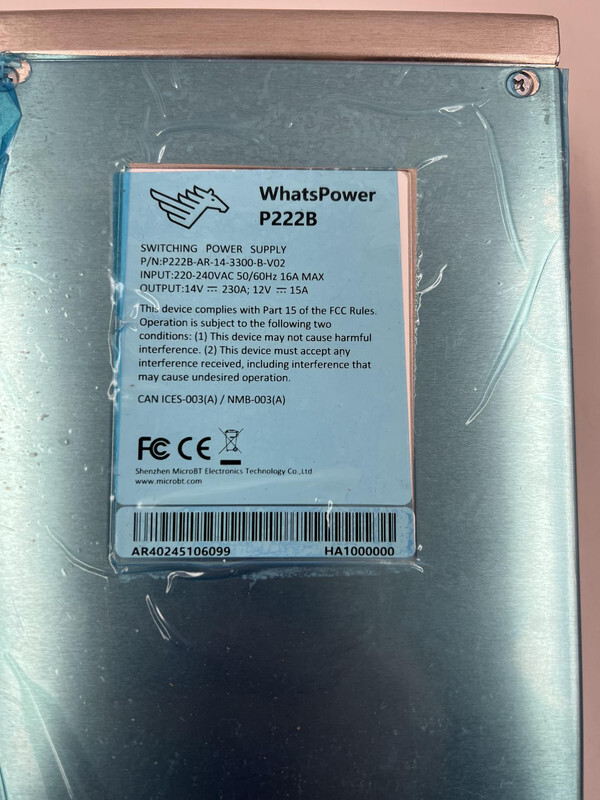 WhatsPower
P222B
SWITCHING POWER SUPPLY
P/N:P222B-AR-14-3300-B-V02
INPUT:220-240VAC 50/60Hz 16A MAX
OUTPUT:14V ⎓ 230A; 12V ⎓ 15A
This device complies with Part 15 of the FCC Rules.
Operation is subject to the following two
conditions: (1) This device may not cause harmful
interference. (2) This device must accept any
interference received, including interference that
may cause undesired operation.
CAN ICES-003(A) / NMB-003(A)
FC CE
Shenzhen MicroBT Electronics Technology Co.,Ltd
www.microbt.com
AR40245106099 HA1000000